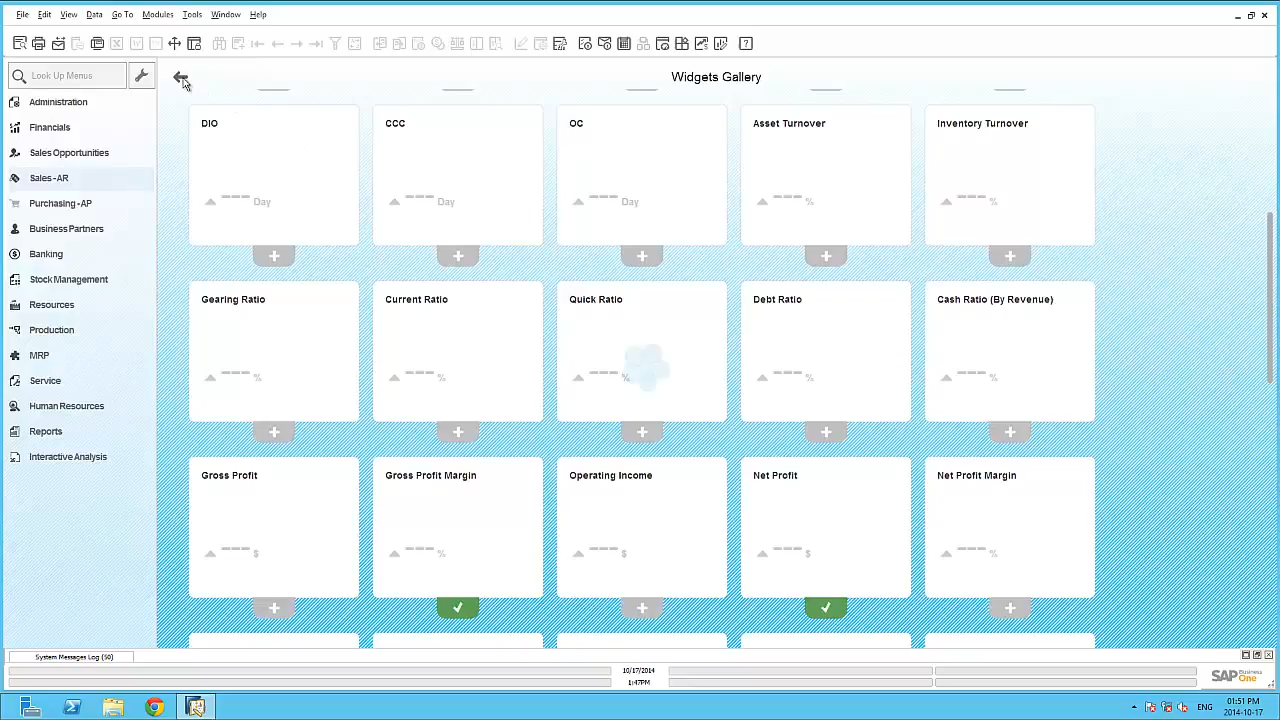 File Edit View Data Go To Modules Tools Window Help
Look Up Menus
Widgets Gallery
Administration
Financials
Sales Opportunities
Sales - AR
Purchasing - AP
Business Partners
Banking
Stock Management
Resources
Production
MRP
Service
Human Resources
Reports
Interactive Analysis
DIO CCC OC Asset Turnover Inventory Turnover
--- Day --- Day --- Day --- % --- %
Gearing Ratio Current Ratio Quick Ratio Debt Ratio Cash Ratio (By Revenue)
--- % --- % --- % --- % --- %
Gross Profit Gross Profit Margin Operating Income Net Profit Net Profit Margin
--- $ --- % --- $ --- $ --- %
System Messages Log (50)
10/17/2014
1:47PM
SAP Business One
ENG
01:51 PM
2014-10-17